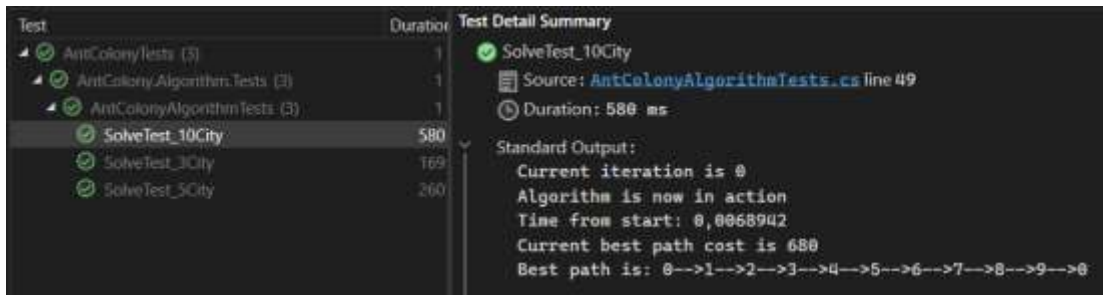 Test
Duration
AntColonyTests (3)
1
AntColony.Algorithm.Tests (3)
1
AntColonyAlgorithmTests (3)
1
SolveTest_10City
580
SolveTest_3City
169
SolveTest_5City
260
Test Detail Summary
SolveTest_10City
Source: AntColonyAlgorithmTests.cs line 49
Duration: 580 ms
Standard Output:
Current iteration is 0
Algorithm is now in action
Time from start: 0,0068942
Current best path cost is 680
Best path is: 0-->1-->2-->3-->4-->5-->6-->7-->8-->9-->0